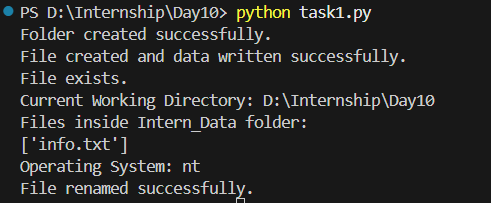 PS D:\Internship\Day10> python task1.py
Folder created successfully.
File created and data written successfully.
File exists.
Current Working Directory: D:\Internship\Day10
Files inside Intern_Data folder:
['info.txt']
Operating System: nt
File renamed successfully.